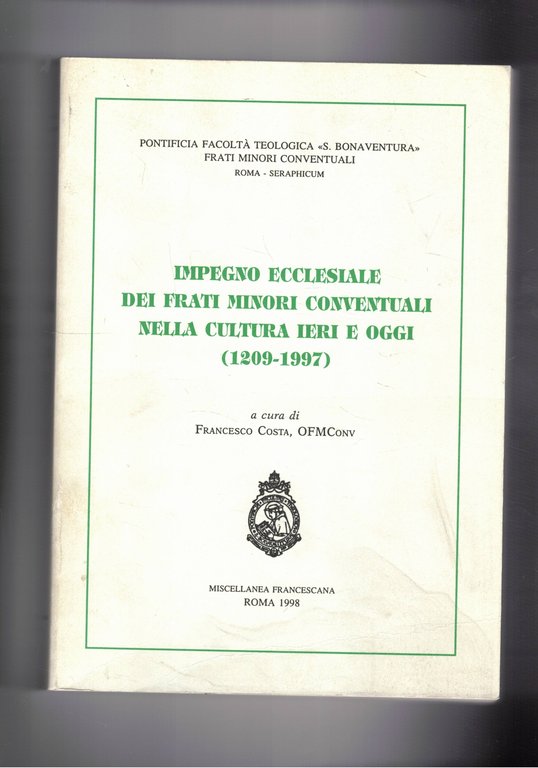 PONTIFICIA FACOLTÀ TEOLOGICA «S. BONAVENTURA»
FRATI MINORI CONVENTUALI
ROMA - SERAPHICUM
IMPEGNO ECCLESIALE
DEI FRATI MINORI CONVENTUALI
NELLA CULTURA IERI E OGGI
(1209-1997)
a cura di
FRANCESCO COSTA, OFMCONV
MISCELLANEA FRANCESCANA
ROMA 1998